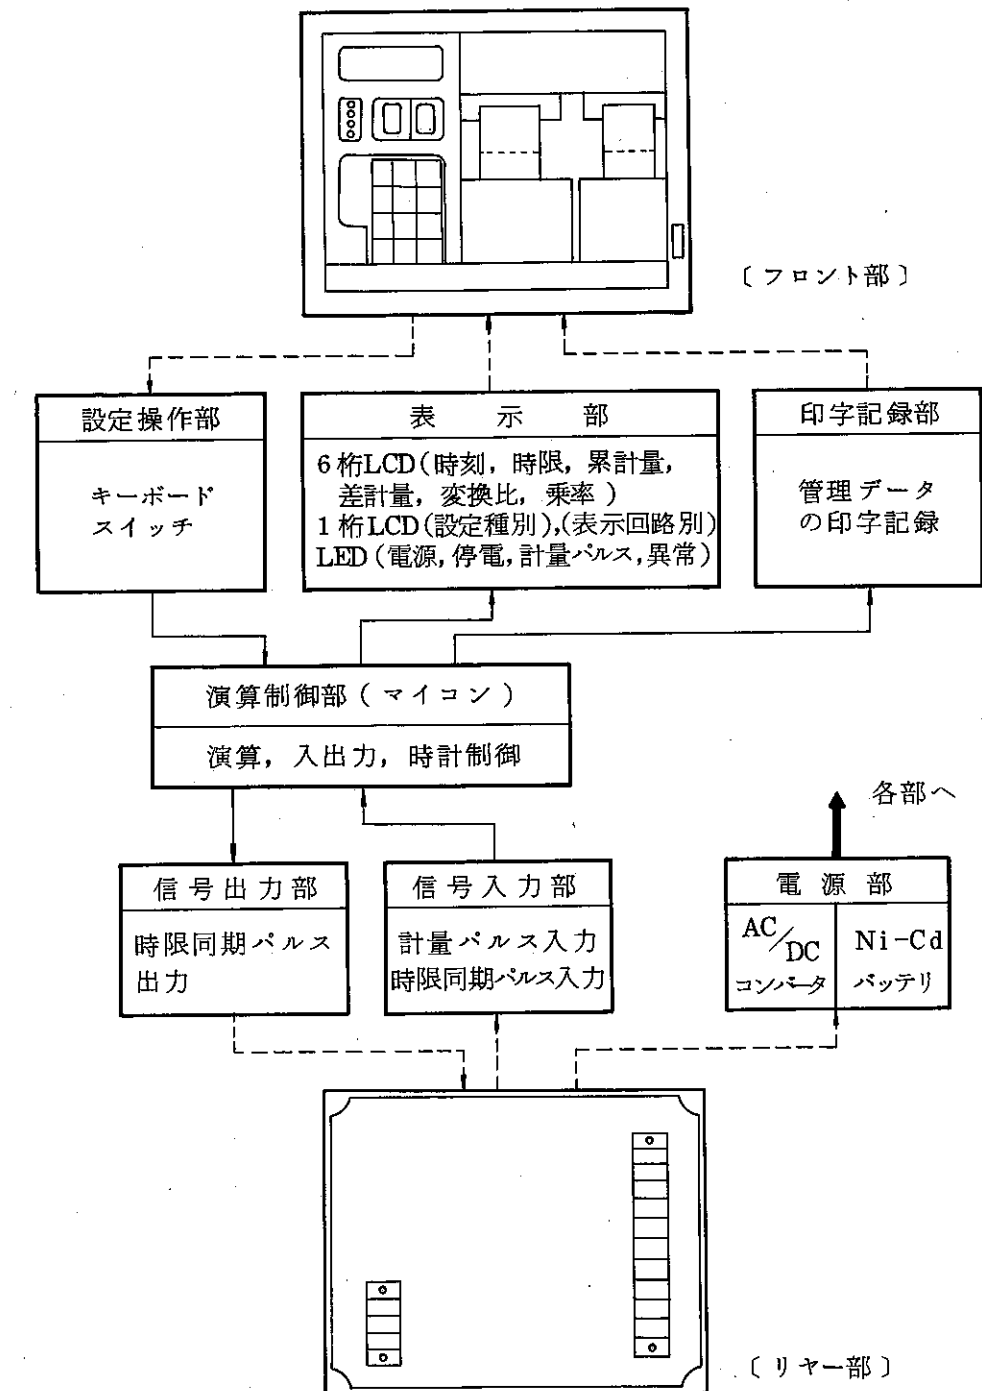 〔フロント部〕
設定操作部
キーボード
スイッチ
表示部
6桁LCD(時刻,時限,累計量,
差計量,変換比,乗率)
1桁LCD(設定種別),(表示回路別)
LED(電源,停電,計量パルス,異常)
印字記録部
管理データ
の印字記録
演算制御部(マイコン)
演算,入出力,時計制御
各部へ
信号出力部
時限同期パルス
出力
信号入力部
計量パルス入力
時限同期パルス入力
電源部
AC/DC
コンバータ
Ni-Cd
バッテリ
〔リヤー部〕